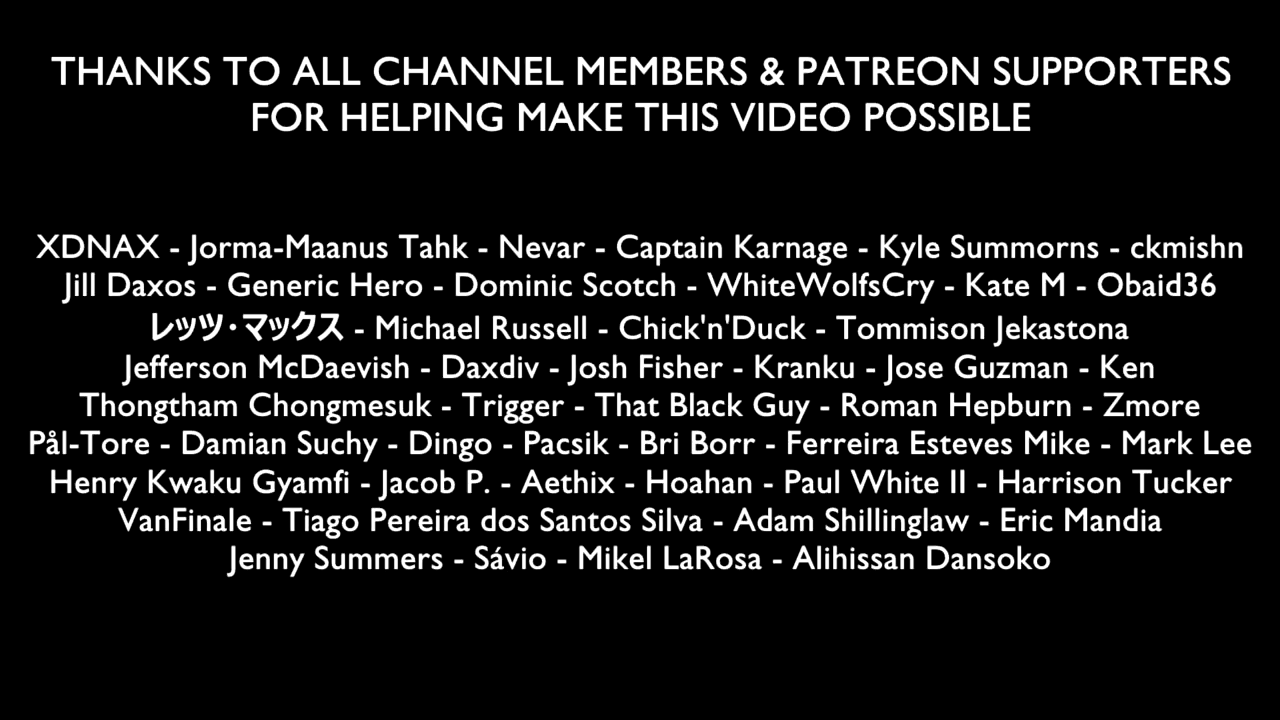 THANKS TO ALL CHANNEL MEMBERS & PATREON SUPPORTERS
FOR HELPING MAKE THIS VIDEO POSSIBLE
XDNAX - Jorma-Maanus Tahk - Nevar - Captain Karnage - Kyle Summorns - ckmishn
Jill Daxos - Generic Hero - Dominic Scotch - WhiteWolfsCry - Kate M - Obaid36
レッツ・マックス - Michael Russell - Chick'n'Duck - Tommison Jekastona
Jefferson McDaevish - Daxdiv - Josh Fisher - Kranku - Jose Guzman - Ken
Thongtham Chongmesuk - Trigger - That Black Guy - Roman Hepburn - Zmore
Pål-Tore - Damian Suchy - Dingo - Pacsik - Bri Borr - Ferreira Esteves Mike - Mark Lee
Henry Kwaku Gyamfi - Jacob P. - Aethix - Hoahan - Paul White II - Harrison Tucker
VanFinale - Tiago Pereira dos Santos Silva - Adam Shillinglaw - Eric Mandia
Jenny Summers - Sávio - Mikel LaRosa - Alihissan Dansoko